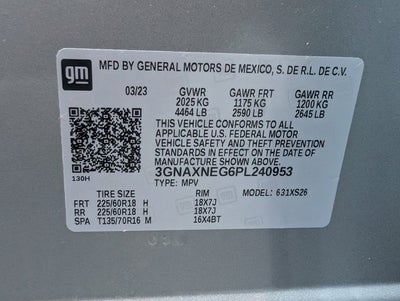 gm
MFD BY GENERAL MOTORS DE MEXICO, S. DE R.L. DE C.V.
03/23 GVWR GAWR FRT GAWR RR
2025 KG 1175 KG 1200 KG
4464 LB 2590 LB 2645 LB
THIS VEHICLE CONFORMS TO ALL
APPLICABLE U.S. FEDERAL MOTOR
VEHICLE SAFETY AND THEFT PREVENTION
STANDARDS IN EFFECT ON THE DATE OF
MANUFACTURE SHOWN ABOVE.
3GNAXNEG6PL240953
130H
TYPE: MPV MODEL: 631XS26
TIRE SIZE RIM
FRT 225/60R18 H 18X7J
RR 225/60R18 H 18X7J
SPA T135/70R16 M 16X4BT